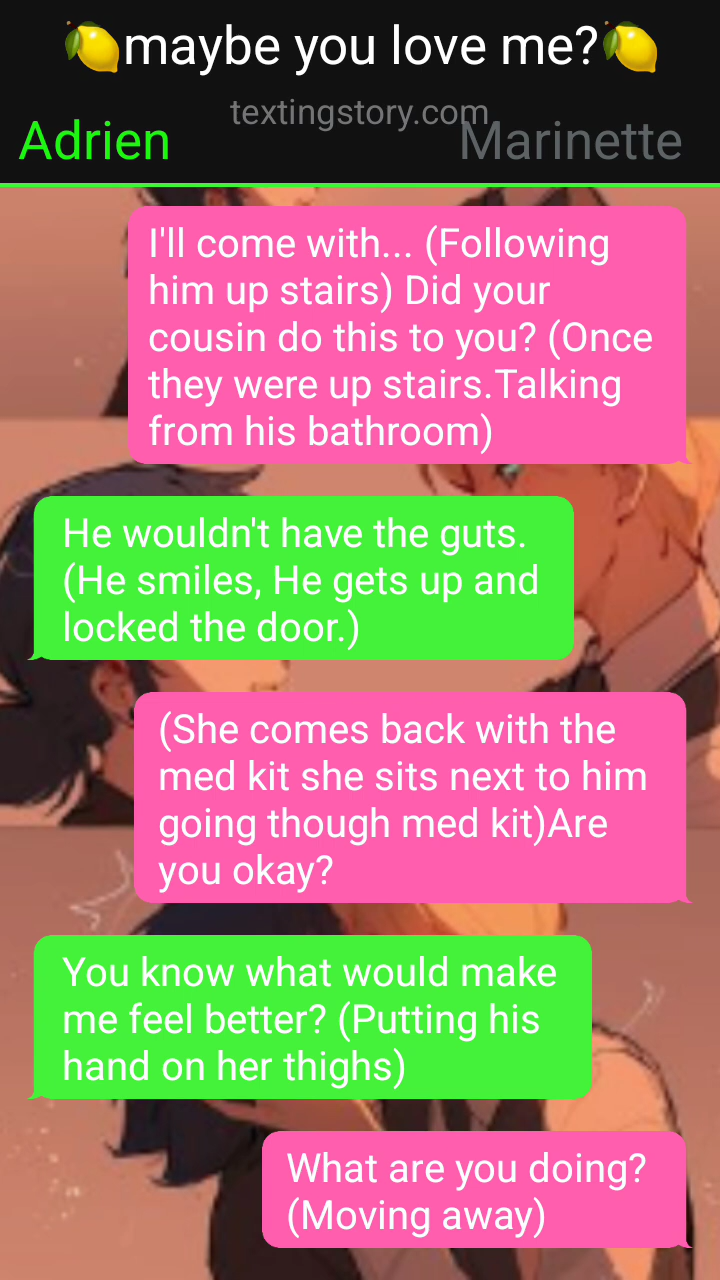 🍋maybe you love me?🍋
textingstory.com
Adrien
Marinette
I'll come with... (Following
him up stairs) Did your
cousin do this to you? (Once
they were up stairs.Talking
from his bathroom)
He wouldn't have the guts.
(He smiles, He gets up and
locked the door.)
(She comes back with the
med kit she sits next to him
going though med kit)Are
you okay?
You know what would make
me feel better? (Putting his
hand on her thighs)
What are you doing?
(Moving away)